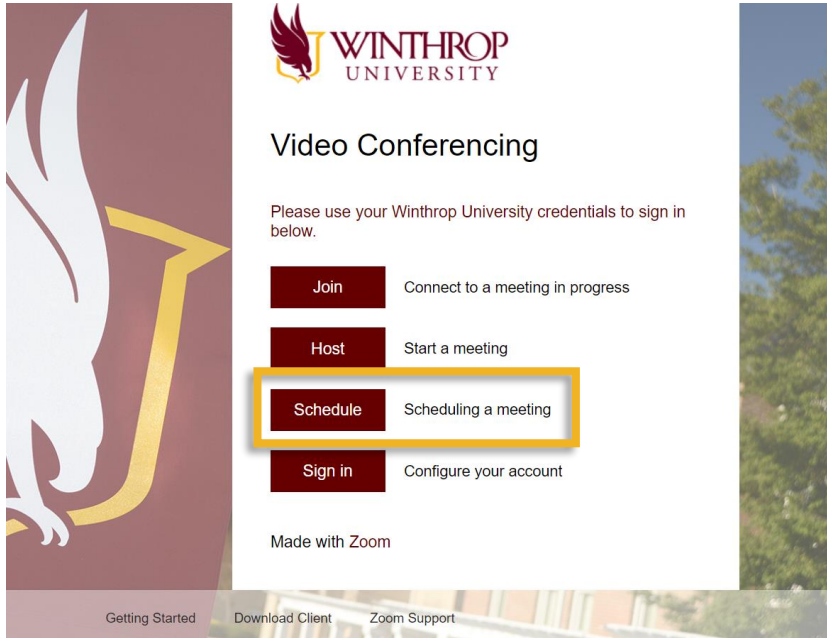 WINTHROP
UNIVERSITY
Video Conferencing
Please use your Winthrop University credentials to sign in
below.
Join Connect to a meeting in progress
Host Start a meeting
Schedule Scheduling a meeting
Sign in Configure your account
Made with Zoom
Getting Started Download Client Zoom Support